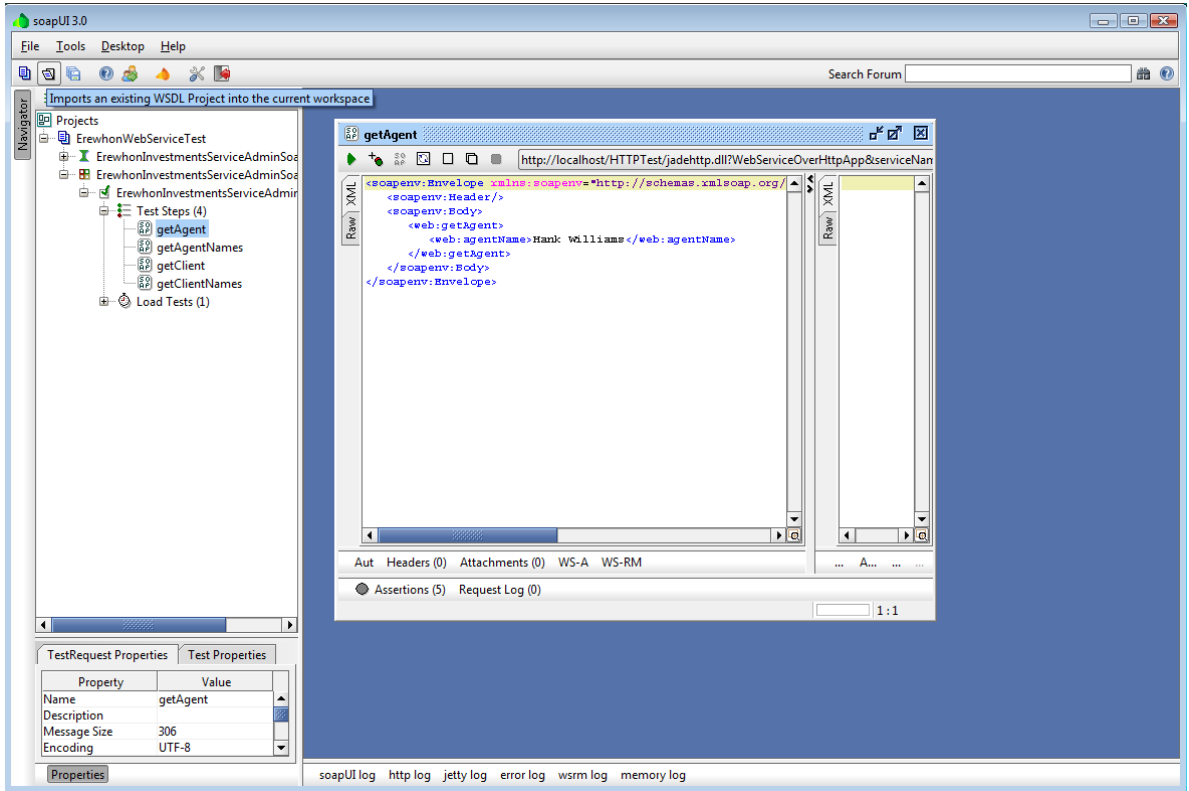 soapUI 3.0
File Tools Desktop Help
Search Forum
Imports an existing WSDL Project into the current workspace
Navigator
Projects
ErewhonWebServiceTest
ErewhonInvestmentsServiceAdminSoa
ErewhonInvestmentsServiceAdminSoa
ErewhonInvestmentsServiceAdmin
Test Steps (4)
getAgent
getAgentNames
getClient
getClientNames
Load Tests (1)
getAgent
http://localhost/HTTPTest/jadehttp.dll?WebServiceOverHttpApp&serviceNan
XML
Raw
<soapenv:Envelope xmlns:soapenv="http://schemas.xmlsoap.org/
<soapenv:Header/>
<soapenv:Body>
<web:getAgent>
<web:agentName>Hank Williams</web:agentName>
</web:getAgent>
</soapenv:Body>
</soapenv:Envelope>
XML
Raw
Aut Headers (0) Attachments (0) WS-A WS-RM
... A... ... ...
Assertions (5) Request Log (0)
1:1
TestRequest Properties Test Properties
Property Value
Name getAgent
Description
Message Size 306
Encoding UTF-8
Properties
soapUI log http log jetty log error log wsrm log memory log